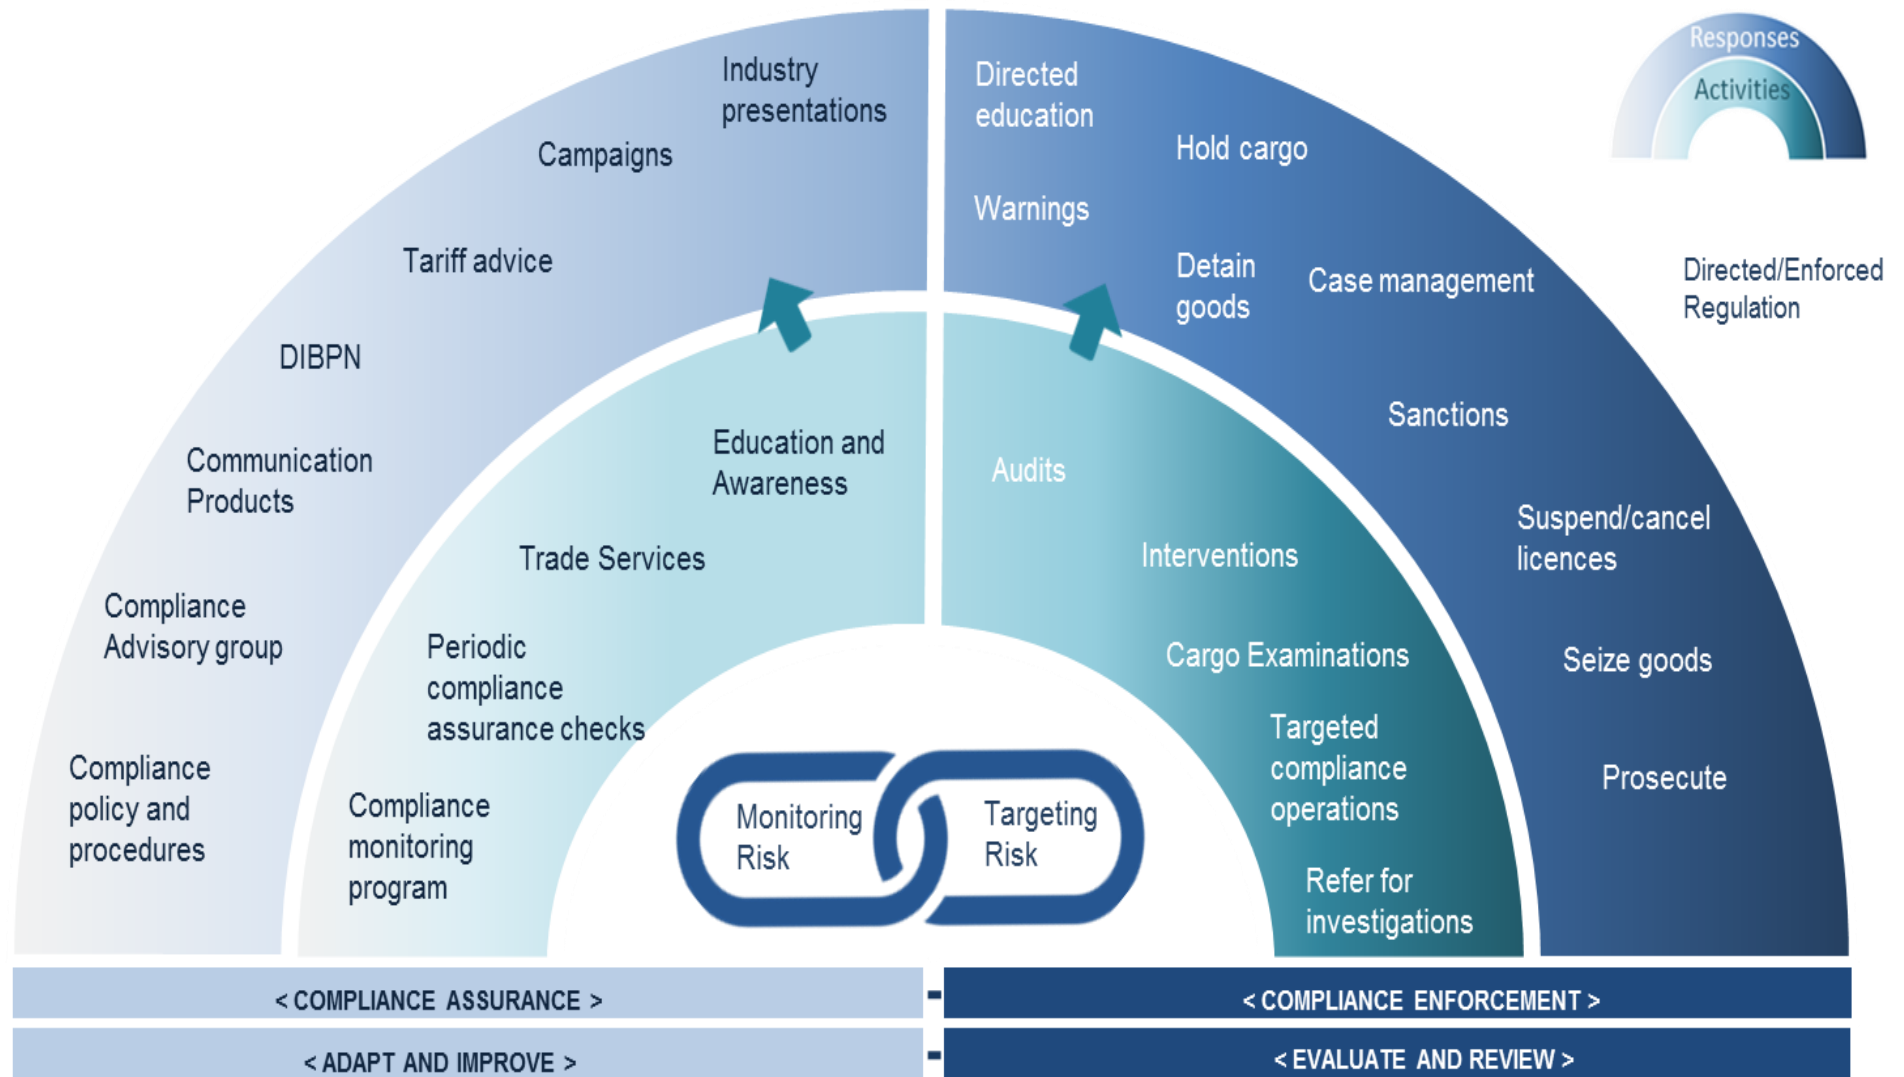 Industry
presentations
Campaigns
Tariff advice
DIBPN
Communication
Products
Compliance
Advisory group
Compliance
policy and
procedures
Education and
Awareness
Trade Services
Periodic
compliance
assurance checks
Compliance
monitoring
program
Monitoring
Risk
Targeting
Risk
Directed
education
Hold cargo
Warnings
Detain
goods
Case management
Sanctions
Suspend/cancel
licences
Seize goods
Prosecute
Audits
Interventions
Cargo Examinations
Targeted
compliance
operations
Refer for
investigations
Responses
Activities
Directed/Enforced
Regulation
< COMPLIANCE ASSURANCE > - < COMPLIANCE ENFORCEMENT >
< ADAPT AND IMPROVE > - < EVALUATE AND REVIEW >